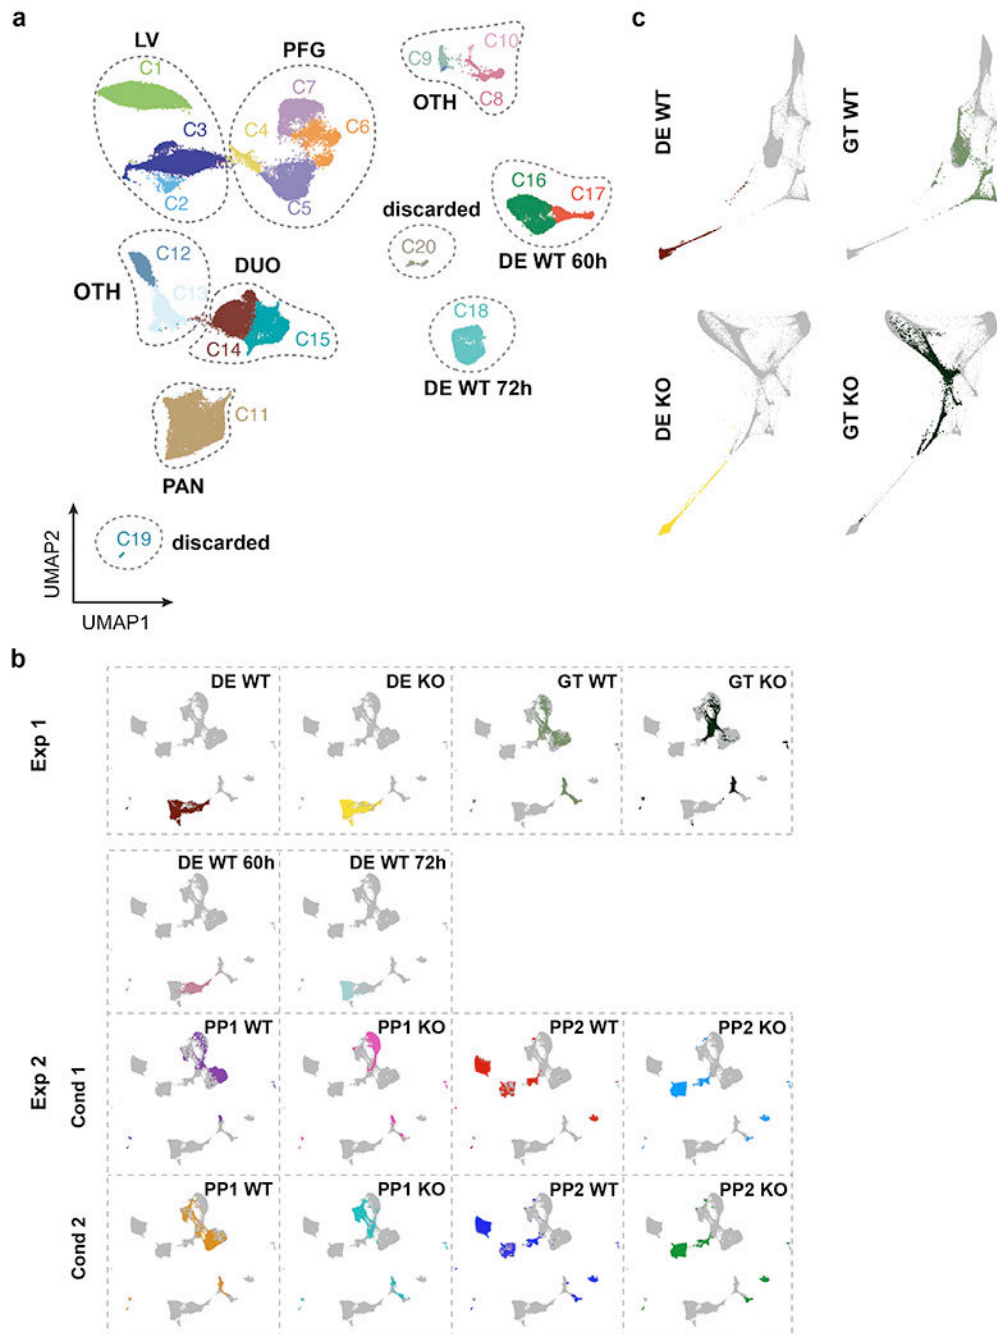 a
LV
PFG
C1
C3
C2
C4
C7
C6
C5
C9
C10
OTH
C8
C16
C17
discarded
C20
DE WT 60h
C12
OTH
C13
DUO
C14
C15
C18
DE WT 72h
C11
PAN
C19
discarded
UMAP2
UMAP1
c
DE WT
GT WT
DE KO
GT KO
b
Exp 1
DE WT
DE KO
GT WT
GT KO
Exp 2
DE WT 60h
DE WT 72h
Cond 1
PP1 WT
PP1 KO
PP2 WT
PP2 KO
Cond 2
PP1 WT
PP1 KO
PP2 WT
PP2 KO